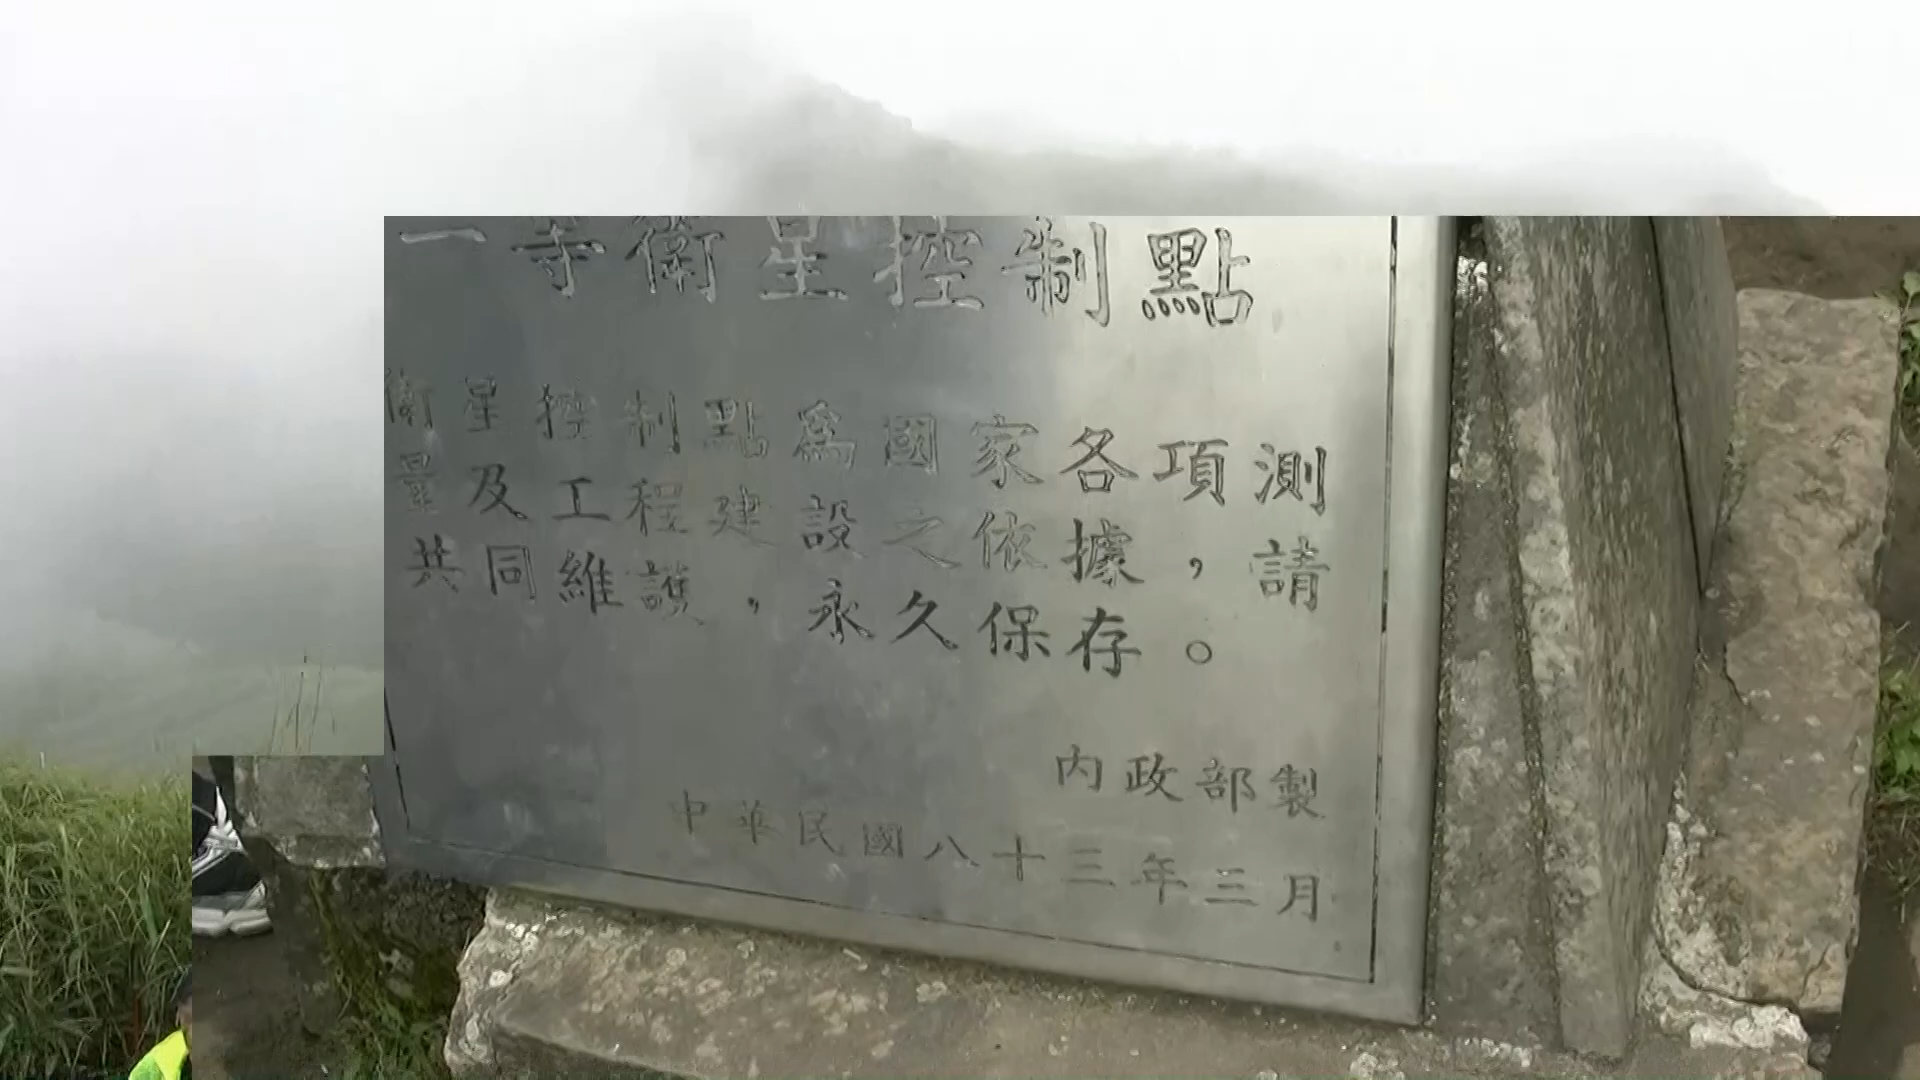 一等衛星控制點
衛星控制點為國家各項測
量及工程建設之依據，請
共同維護，永久保存。
內政部製
中華民國八十三年三月